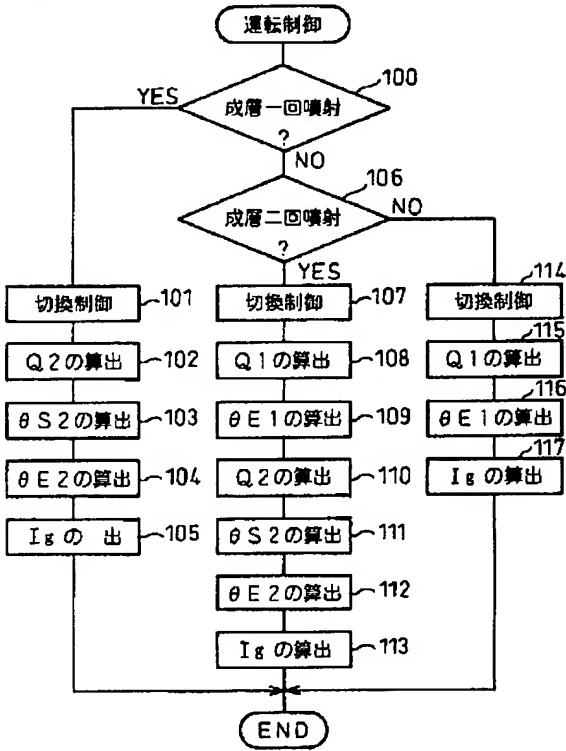 運転制御
100
YES
成層一回噴射
?
NO
106
成層二回噴射
NO
?
YES
切換制御 101
Q2の算出 102
θS2の算出 103
θE2の算出 104
Igの 出 105
切換制御 107
Q1の算出 108
θE1の算出 109
Q2の算出 110
θS2の算出 111
θE2の算出 112
Igの算出 113
114
切換制御
115
Q1の算出
116
θE1の算出
117
Igの算出
END